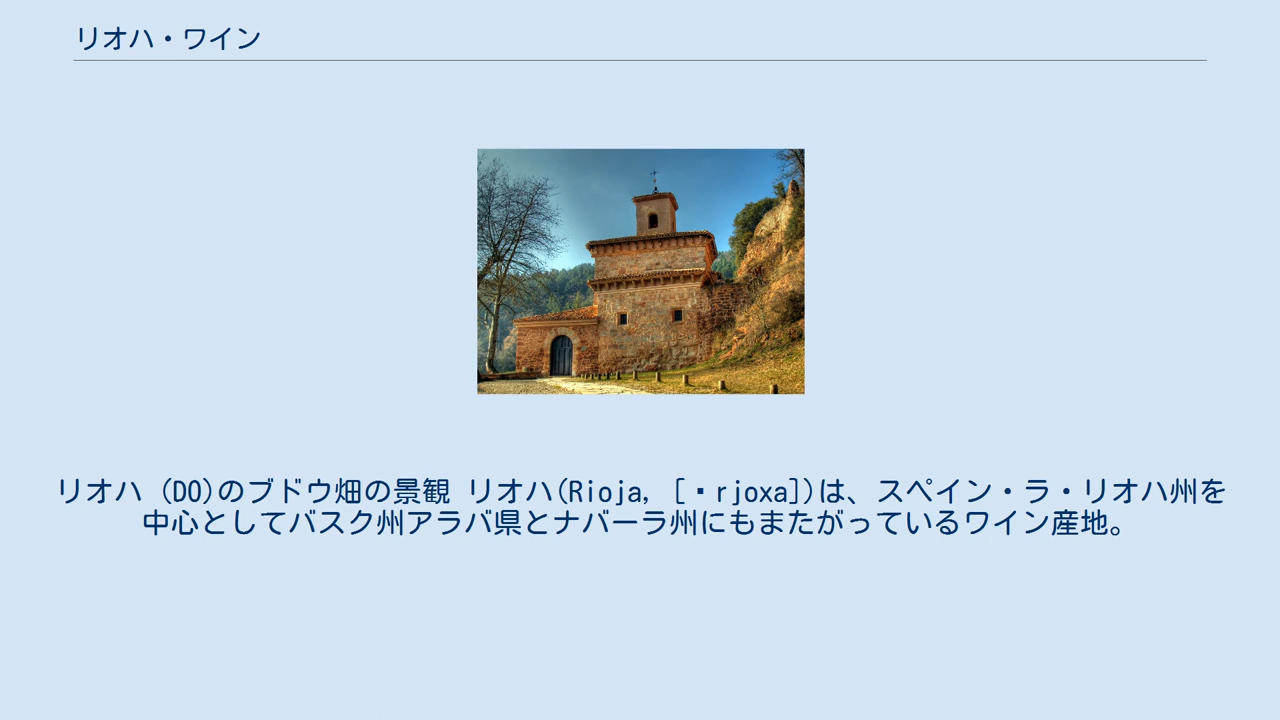 リオハ・ワイン
リオハ (DO)のブドウ畑の景観 リオハ(Rioja, [▪rjoxa])は、スペイン・ラ・リオハ州を
中心としてバスク州アラバ県とナバーラ州にもまたがっているワイン産地。